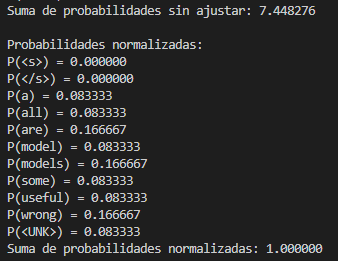 Suma de probabilidades sin ajustar: 7.448276
Probabilidades normalizadas:
P(<s>) = 0.000000
P(</s>) = 0.000000
P(a) = 0.083333
P(all) = 0.083333
P(are) = 0.166667
P(model) = 0.083333
P(models) = 0.166667
P(some) = 0.083333
P(useful) = 0.083333
P(wrong) = 0.166667
P(<UNK>) = 0.083333
Suma de probabilidades normalizadas: 1.000000